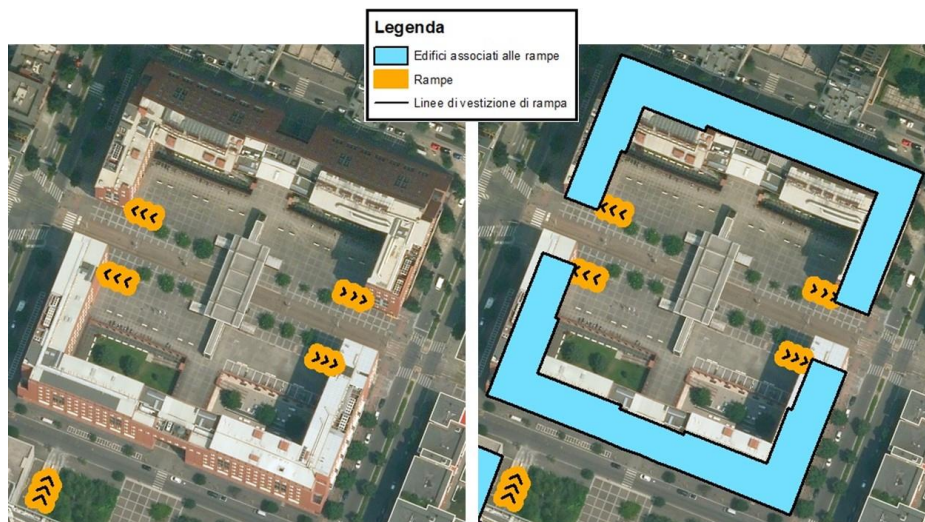 Legenda
Edifici associati alle rampe
Rampe
Linee di vestizione di rampa